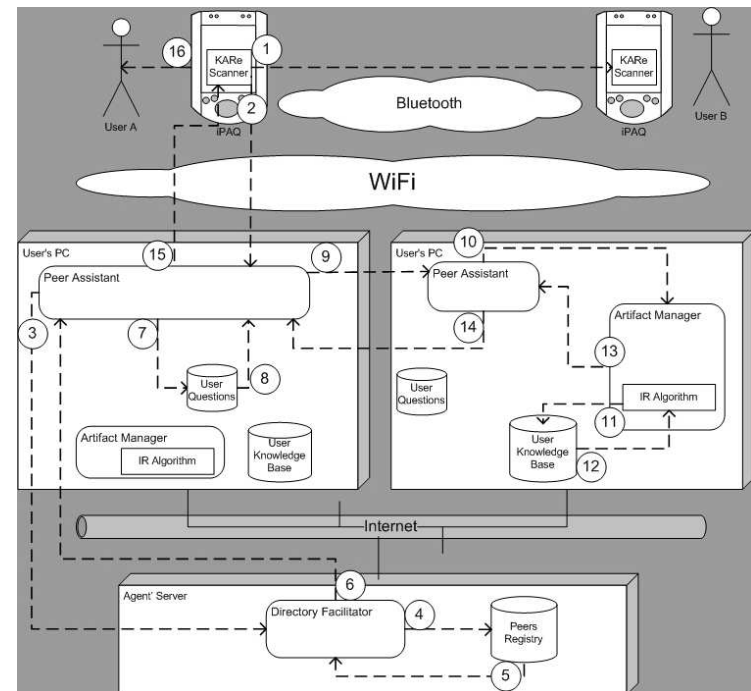 16
1
KARe
Scanner
KARe
Scanner
2
Bluetooth
User A
iPAQ
iPAQ
User B
WiFi
User's PC
15
9
Peer Assistant
3
7
8
User
Questions
Artifact Manager
IR Algorithm
User
Knowledge
Base
User's PC
10
Peer Assistant
14
Artifact Manager
13
User
Questions
IR Algorithm
11
User
Knowledge
Base
12
Internet
Agent' Server
6
Directory Facilitator
4
Peers
Registry
5